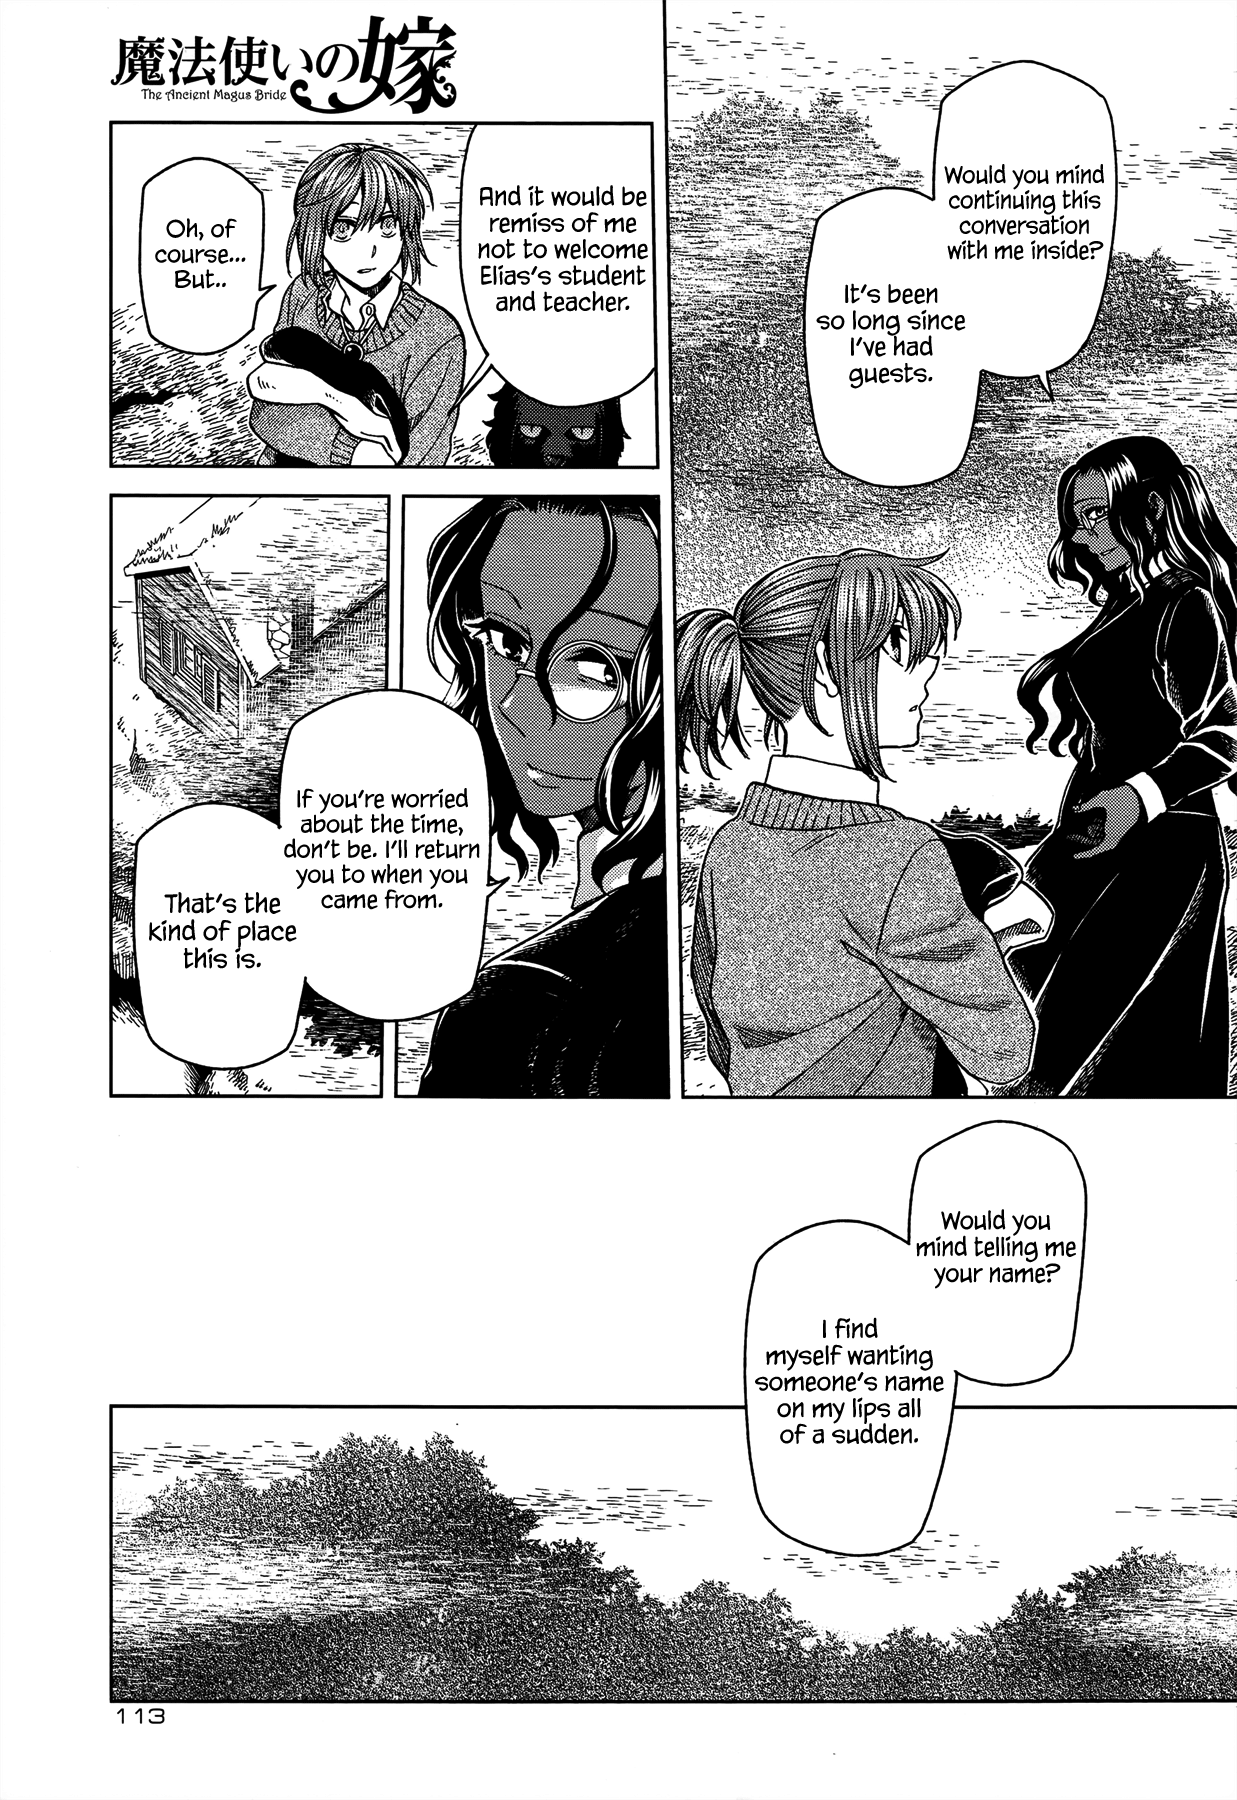 魔法使いの嫁
The Ancient Magus Bride
Would you mind
continuing this
conversation
with me inside?
It's been
so long since
I've had
guests.
And it would be
remiss of me
not to welcome
Elias's student
and teacher.
Oh, of
course...
But..
If you're worried
about the time,
don't be. I'll return
you to when you
came from.
That's the
kind of place
this is.
Would you
mind telling me
your name?
I find
myself wanting
someone's name
on my lips all
of a sudden.
113